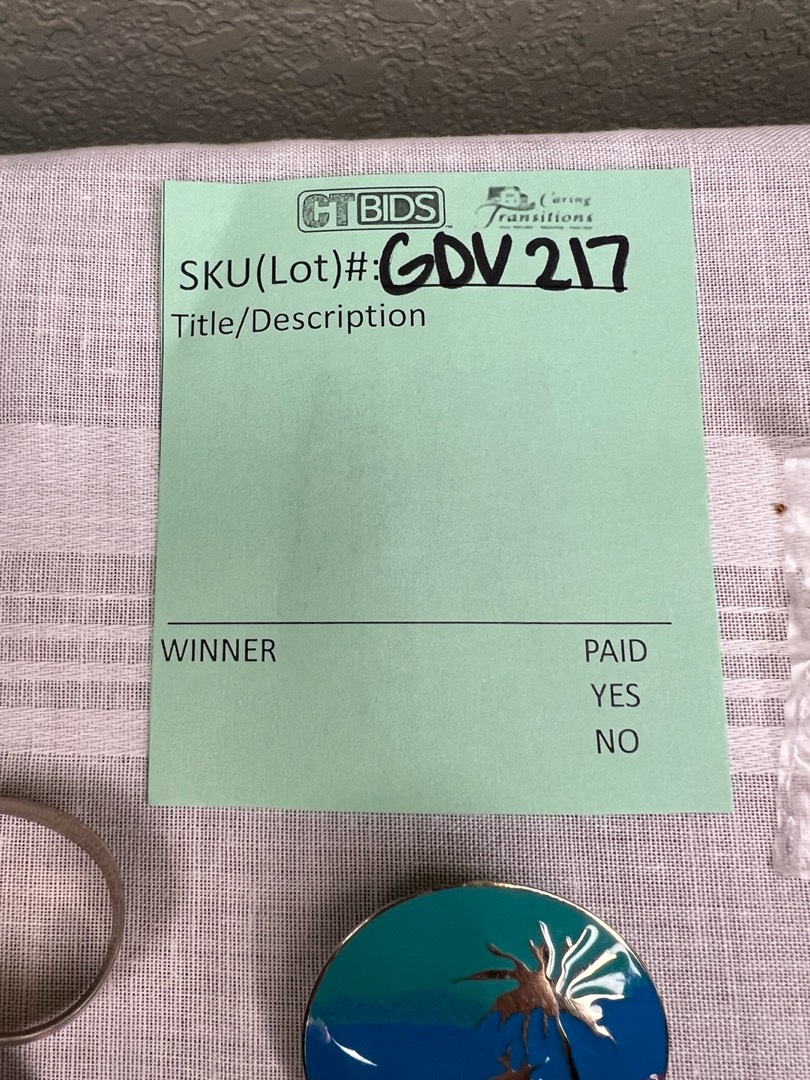 CTBIDS
Caring
Transitions
SKU(Lot)#: GDV 217
Title/Description
WINNER PAID
YES
NO